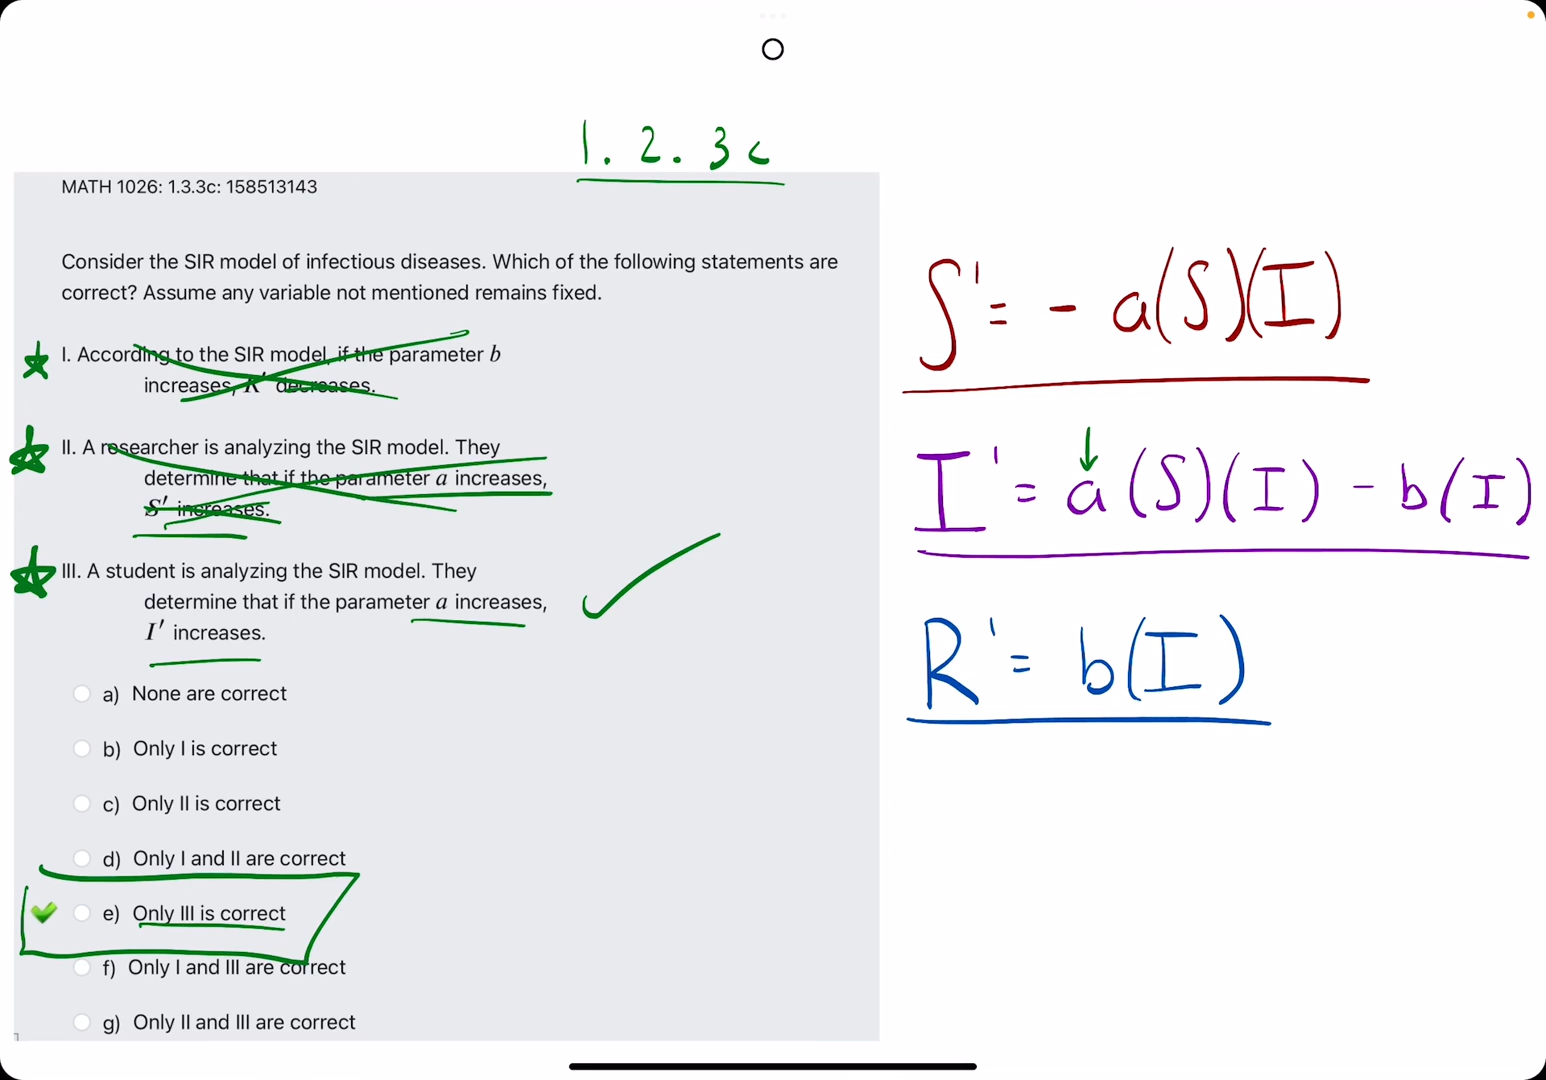 1. 2. 3c
MATH 1026: 1.3.3c: 158513143
Consider the SIR model of infectious diseases. Which of the following statements are
correct? Assume any variable not mentioned remains fixed.
I. According to the SIR model, if the parameter b
increases, R′ decreases.
II. A researcher is analyzing the SIR model. They
determine that if the parameter a increases,
S′ increases.
III. A student is analyzing the SIR model. They
determine that if the parameter a increases,
I′ increases.
a) None are correct
b) Only I is correct
c) Only II is correct
d) Only I and II are correct
e) Only III is correct
f) Only I and III are correct
g) Only II and III are correct
S' = - a(S)(I)
I' = a(S)(I) - b(I)
R' = b(I)